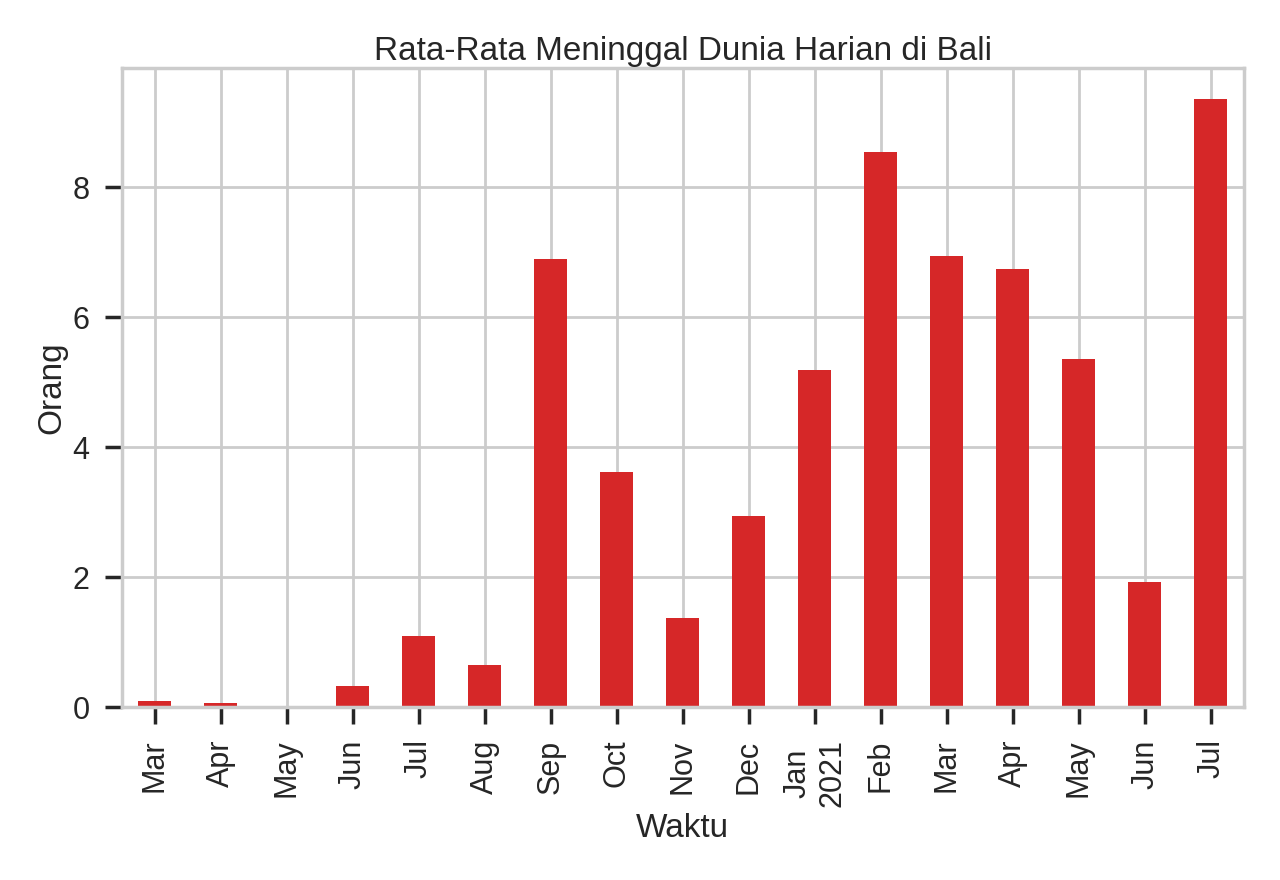 Rata-Rata Meninggal Dunia Harian di Bali
8
6
4
2
0
Orang
Mar
Apr
May
Jun
Jul
Aug
Sep
Oct
Nov
Dec
Jan
2021
Feb
Mar
Apr
May
Jun
Jul
Waktu